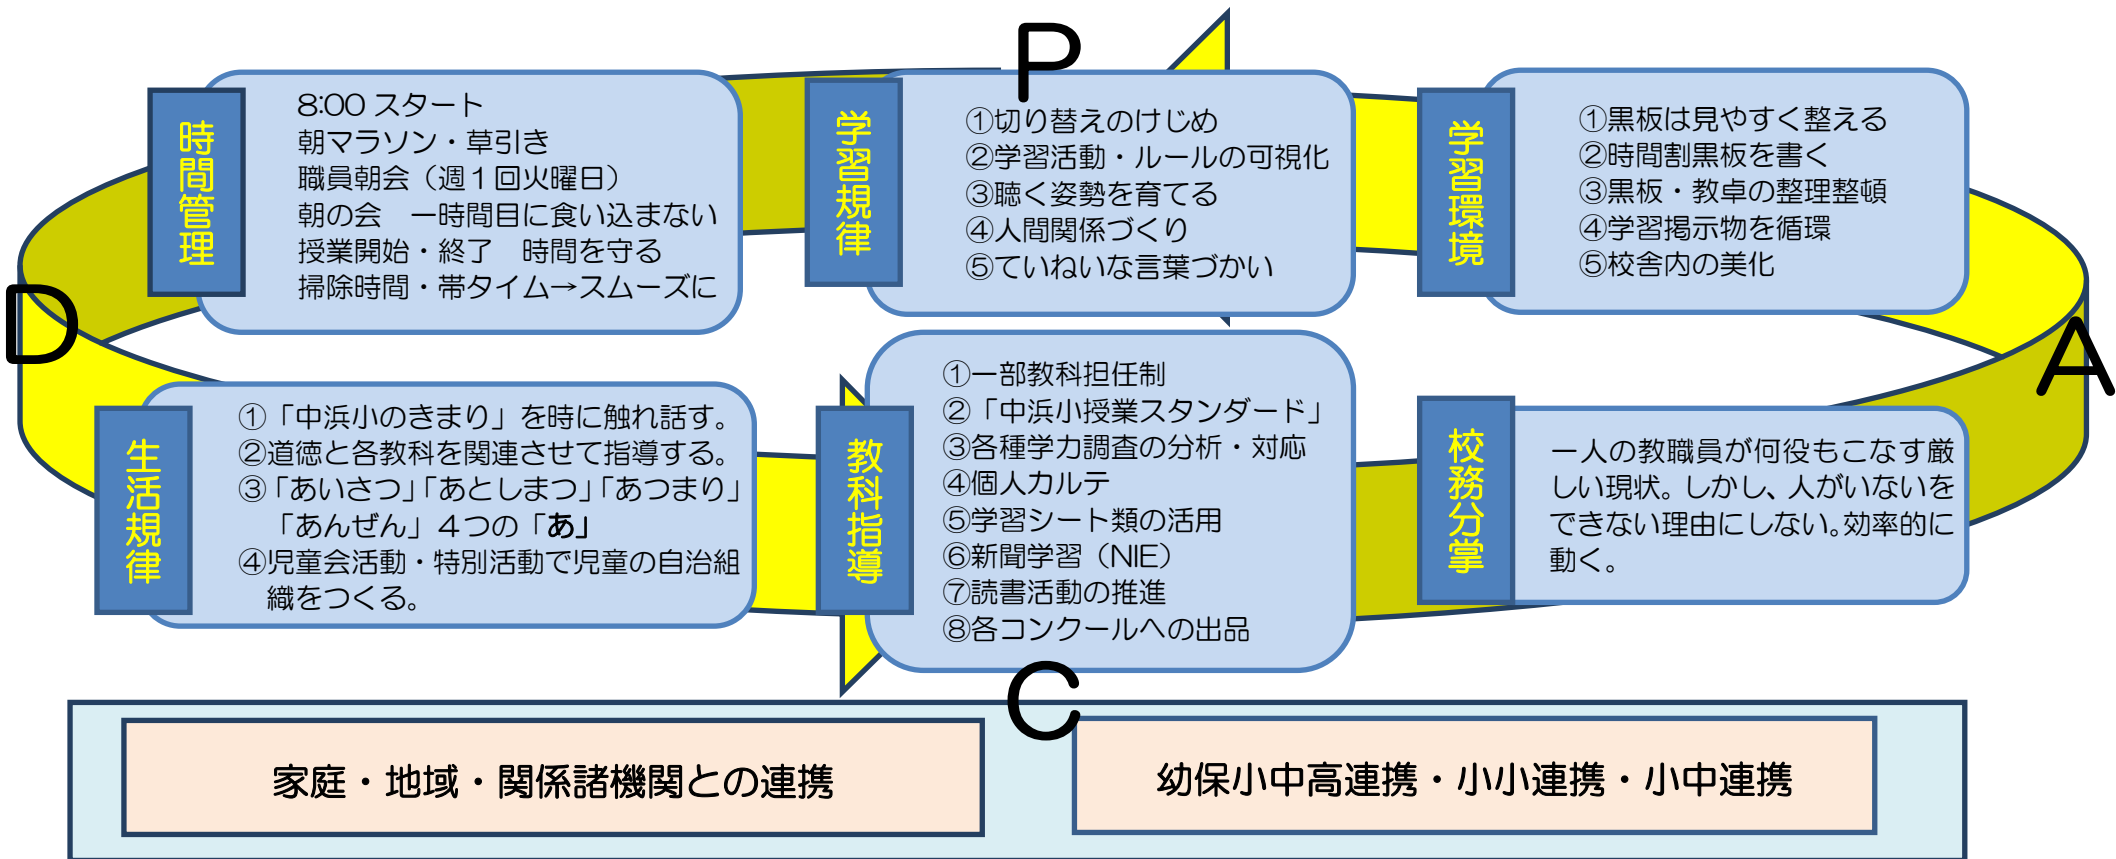 P
時間管理
8:00 スタート
朝マラソン・草引き
職員朝会（週１回火曜日）
朝の会　一時間目に食い込まない
授業開始・終了　時間を守る
掃除時間・帯タイム→スムーズに
学習規律
①切り替えのけじめ
②学習活動・ルールの可視化
③聴く姿勢を育てる
④人間関係づくり
⑤ていねいな言葉づかい
学習環境
①黒板は見やすく整える
②時間割黒板を書く
③黒板・教卓の整理整頓
④学習掲示物を循環
⑤校舎内の美化
D
A
生活規律
①「中浜小のきまり」を時に触れ話す。
②道徳と各教科を関連させて指導する。
③「あいさつ」「あとしまつ」「あつまり」
「あんぜん」４つの「あ」
④児童会活動・特別活動で児童の自治組
織をつくる。
教科指導
①一部教科担任制
②「中浜小授業スタンダード」
③各種学力調査の分析・対応
④個人カルテ
⑤学習シート類の活用
⑥新聞学習（NIE）
⑦読書活動の推進
⑧各コンクールへの出品
校務分掌
一人の教職員が何役もこなす厳
しい現状。しかし、人がいないを
できない理由にしない。効率的に
動く。
C
家庭・地域・関係諸機関との連携
幼保小中高連携・小小連携・小中連携